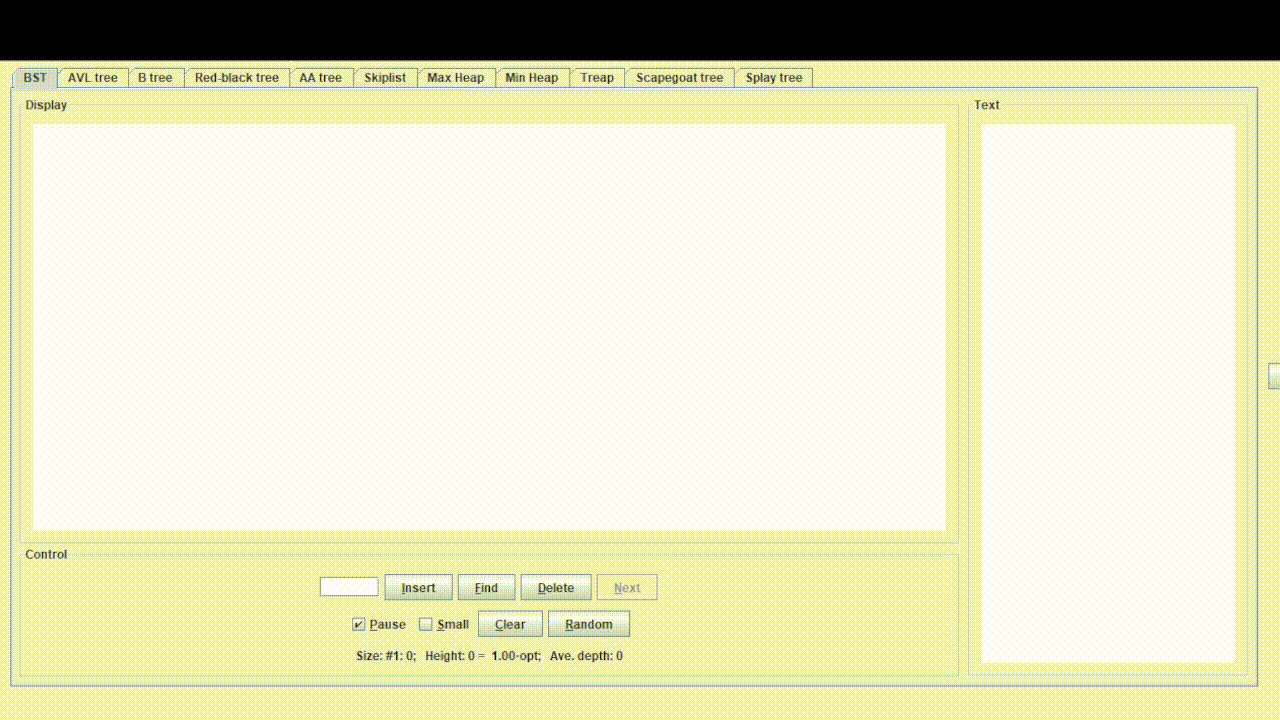 BST AVL tree B tree Red-black tree AA tree Skiplist Max Heap Min Heap Treap Scapegoat tree Splay tree
Display Text
Control
Insert Find Delete Next
Pause Small Clear Random
Size: #1: 0; Height: 0 = 1.00·opt; Ave. depth: 0